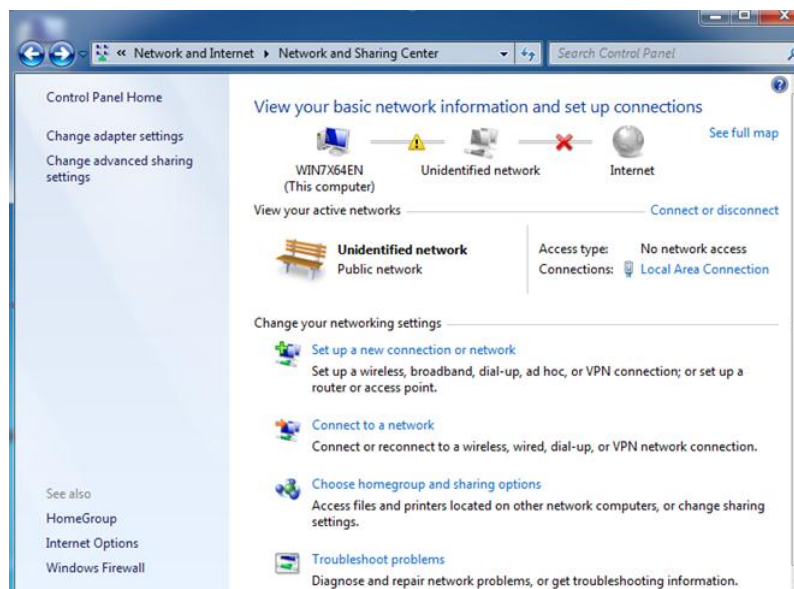 « Network and Internet ▸ Network and Sharing Center
Search Control Panel
Control Panel Home
Change adapter settings
Change advanced sharing
settings
View your basic network information and set up connections
See full map
WIN7X64EN
(This computer)
Unidentified network
Internet
View your active networks
Connect or disconnect
Unidentified network
Public network
Access type: No network access
Connections: Local Area Connection
Change your networking settings
Set up a new connection or network
Set up a wireless, broadband, dial-up, ad hoc, or VPN connection; or set up a
router or access point.
Connect to a network
Connect or reconnect to a wireless, wired, dial-up, or VPN network connection.
Choose homegroup and sharing options
Access files and printers located on other network computers, or change sharing
settings.
Troubleshoot problems
Diagnose and repair network problems, or get troubleshooting information.
See also
HomeGroup
Internet Options
Windows Firewall